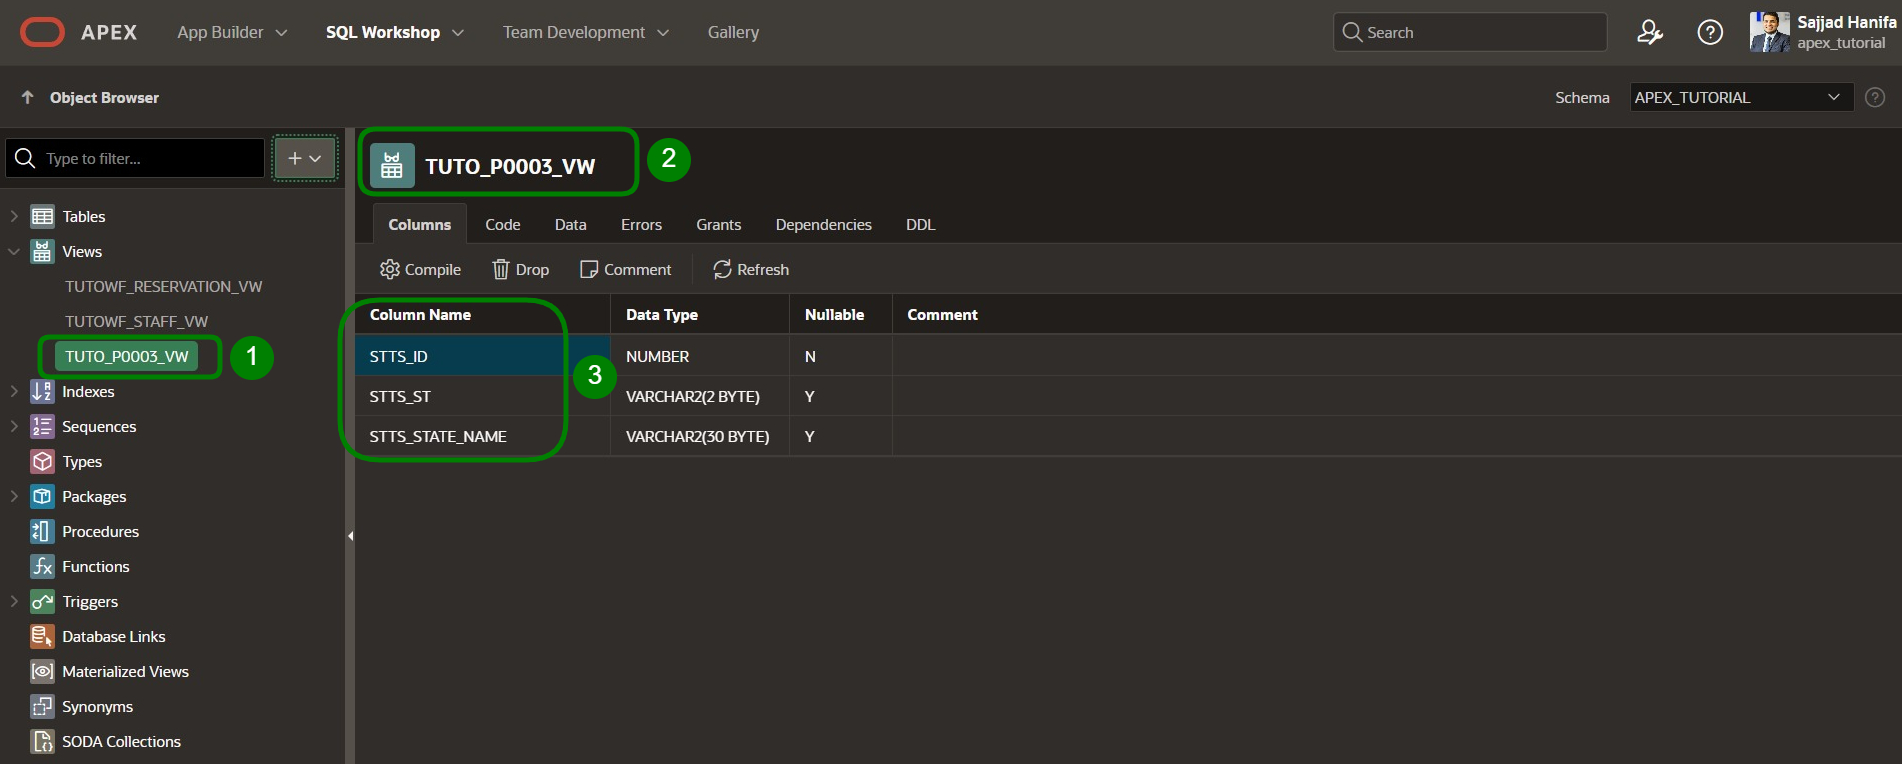 APEX App Builder SQL Workshop Team Development Gallery Search Sajjad Hanifa
apex_tutorial
Object Browser Schema APEX_TUTORIAL
Type to filter...
TUTO_P0003_VW 2
Columns Code Data Errors Grants Dependencies DDL
Compile Drop Comment Refresh
Tables
Views
TUTOWF_RESERVATION_VW
TUTOWF_STAFF_VW
TUTO_P0003_VW 1
Indexes
Sequences
Types
Packages
Procedures
Functions
Triggers
Database Links
Materialized Views
Synonyms
SODA Collections
Column Name Data Type Nullable Comment
STTS_ID NUMBER N
3
STTS_ST VARCHAR2(2 BYTE) Y
STTS_STATE_NAME VARCHAR2(30 BYTE) Y